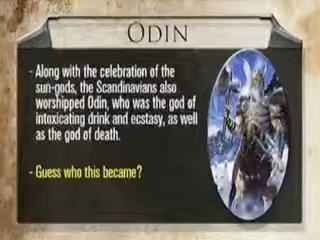 ODIN
- Along with the celebration of the
sun-gods, the Scandinavians also
worshipped Odin, who was the god of
intoxicating drink and ecstasy, as well
as the god of death.
- Guess who this became?